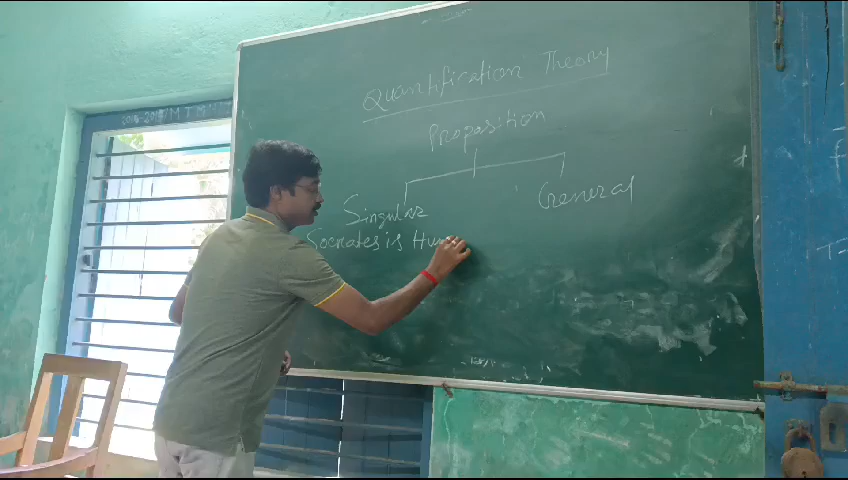 Quantification Theory
Proposition
Singular
General
Socrates is Hum